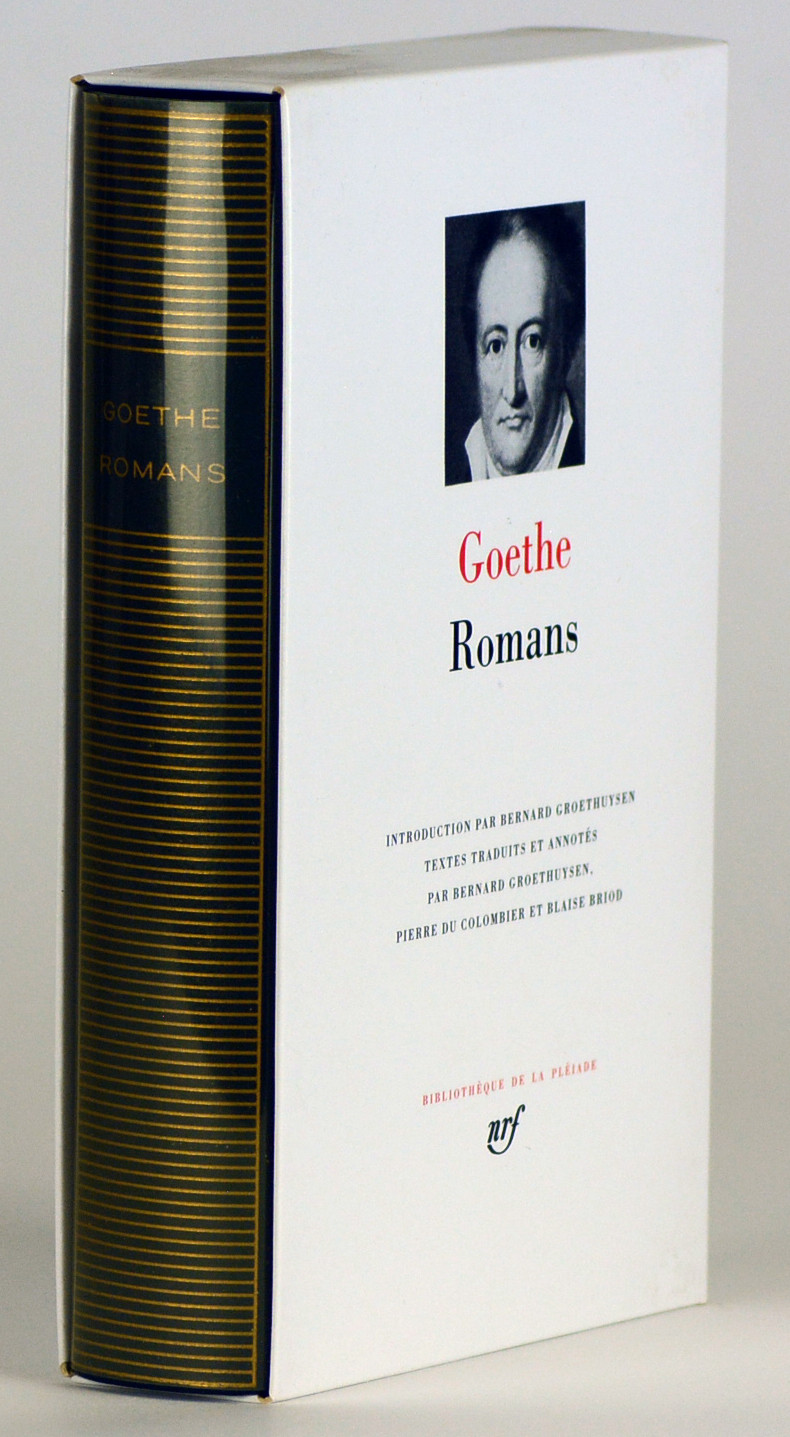 GOETHE
ROMANS
Goethe
Romans
INTRODUCTION PAR BERNARD GROETHUYSEN
TEXTES TRADUITS ET ANNOTÉS
PAR BERNARD GROETHUYSEN,
PIERRE DU COLOMBIER ET BLAISE BRIOD
BIBLIOTHÈQUE DE LA PLÉIADE
nrf